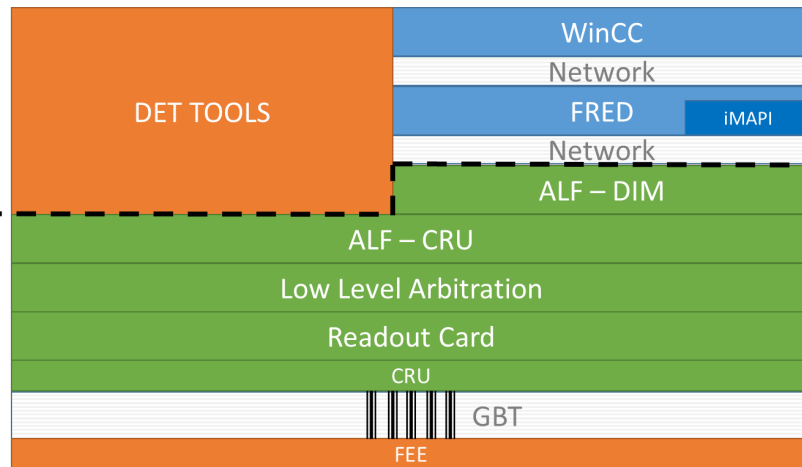 WinCC
Network
DET TOOLS
FRED
iMAPI
Network
ALF – DIM
ALF – CRU
Low Level Arbitration
Readout Card
CRU
GBT
FEE